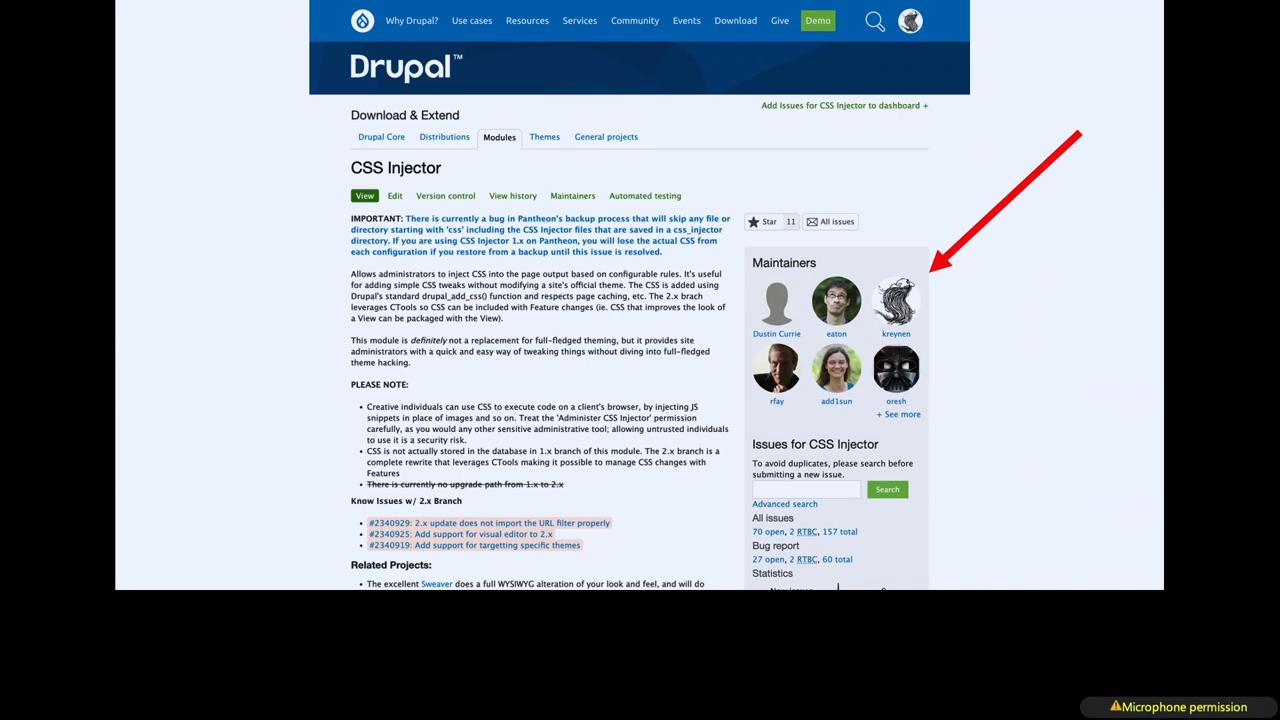 Why Drupal? Use cases Resources Services Community Events Download Give Demo
Drupal™
Add Issues for CSS Injector to dashboard +
Download & Extend
Drupal Core Distributions Modules Themes General projects
CSS Injector
View Edit Version control View history Maintainers Automated testing
IMPORTANT: There is currently a bug in Pantheon's backup process that will skip any file or
directory starting with 'css' including the CSS Injector files that are saved in a css_injector
directory. If you are using CSS Injector 1.x on Pantheon, you will lose the actual CSS from
each configuration if you restore from a backup until this issue is resolved.
Allows administrators to inject CSS into the page output based on configurable rules. It's useful
for adding simple CSS tweaks without modifying a site's official theme. The CSS is added using
Drupal's standard drupal_add_css() function and respects page caching, etc. The 2.x brach
leverages CTools so CSS can be included with Feature changes (ie. CSS that improves the look of
a View can be packaged with the View).
This module is definitely not a replacement for full-fledged theming, but it provides site
administrators with a quick and easy way of tweaking things without diving into full-fledged
theme hacking.
PLEASE NOTE:
• Creative individuals can use CSS to execute code on a client's browser, by injecting JS
snippets in place of images and so on. Treat the 'Administer CSS Injector' permission
carefully, as you would any other sensitive administrative tool; allowing untrusted individuals
to use it is a security risk.
• CSS is not actually stored in the database in 1.x branch of this module. The 2.x branch is a
complete rewrite that leverages CTools making it possible to manage CSS changes with
Features
• There is currently no upgrade path from 1.x to 2.x
Know Issues w/ 2.x Branch
• #2340929: 2.x update does not import the URL filter properly
• #2340925: Add support for visual editor to 2.x
• #2340919: Add support for targetting specific themes
Related Projects:
• The excellent Sweaver does a full WYSIWYG alteration of your look and feel, and will do
Star 11 All issues
Maintainers
Dustin Currie eaton kreynen
rfay add1sun oresh
+ See more
Issues for CSS Injector
To avoid duplicates, please search before
submitting a new issue.
Search
Advanced search
All issues
70 open, 2 RTBC, 157 total
Bug report
27 open, 2 RTBC, 60 total
Statistics
Microphone permission